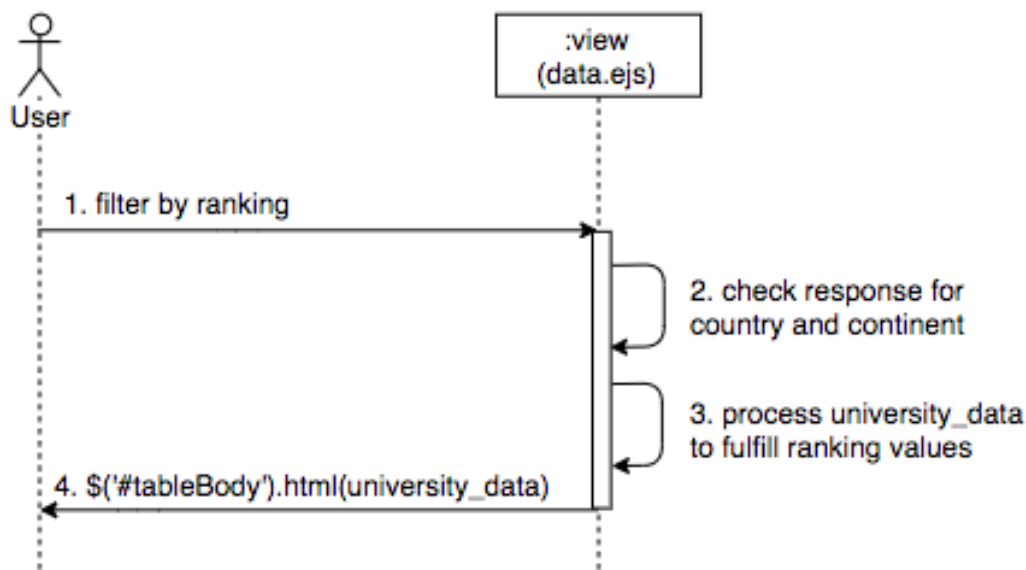 :view
(data.ejs)
User
1. filter by ranking
2. check response for
country and continent
3. process university_data
to fulfill ranking values
4. $('#tableBody').html(university_data)